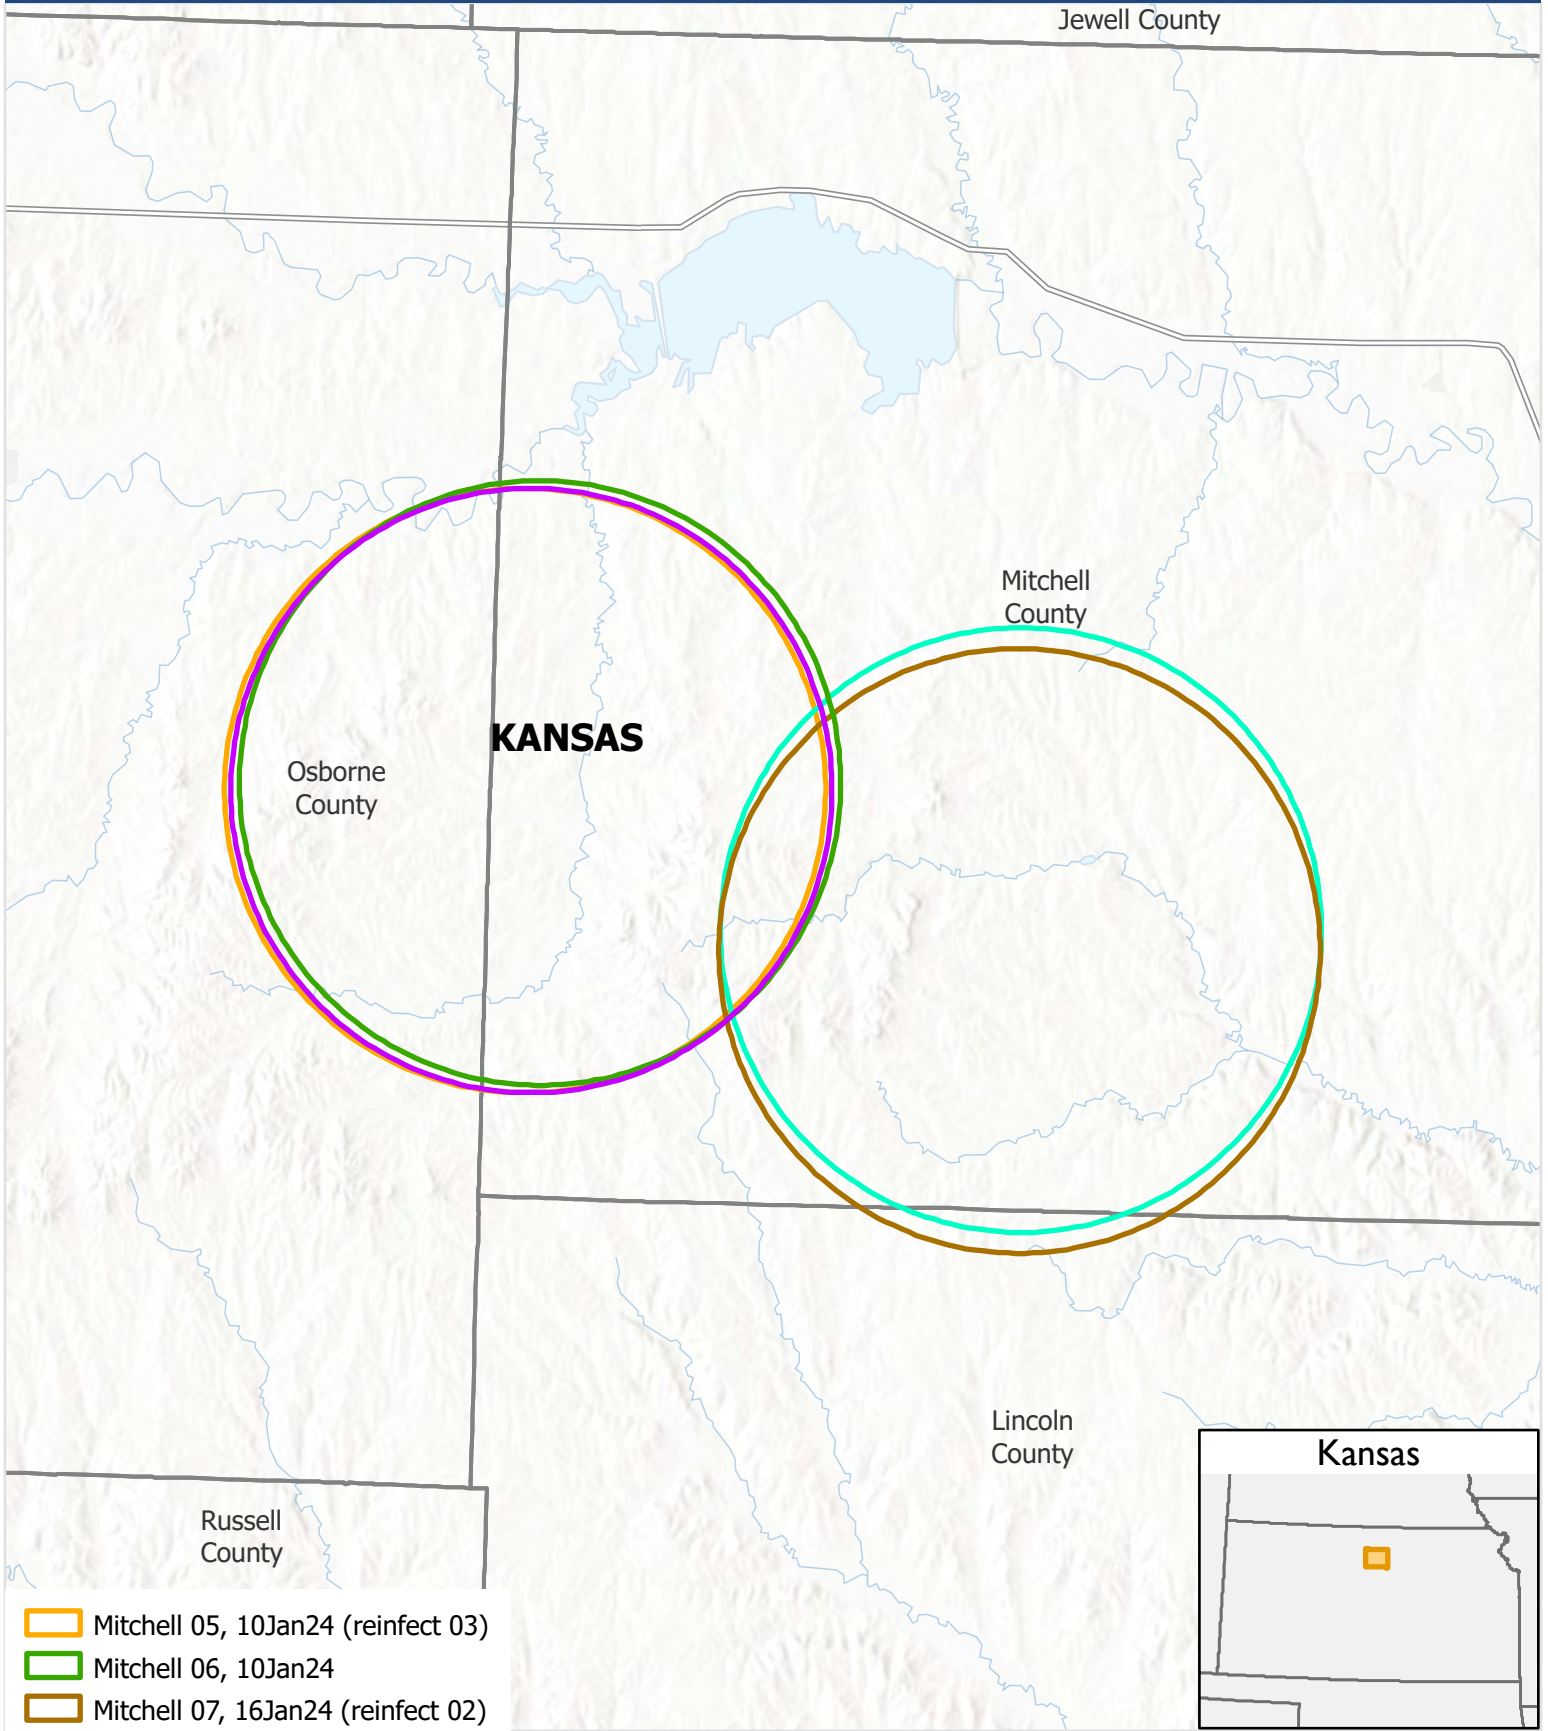 Jewell County
Mitchell
County
KANSAS
Osborne
County
Lincoln
County
Kansas
Russell
County
Mitchell 05, 10Jan24 (reinfect 03)
Mitchell 06, 10Jan24
Mitchell 07, 16Jan24 (reinfect 02)